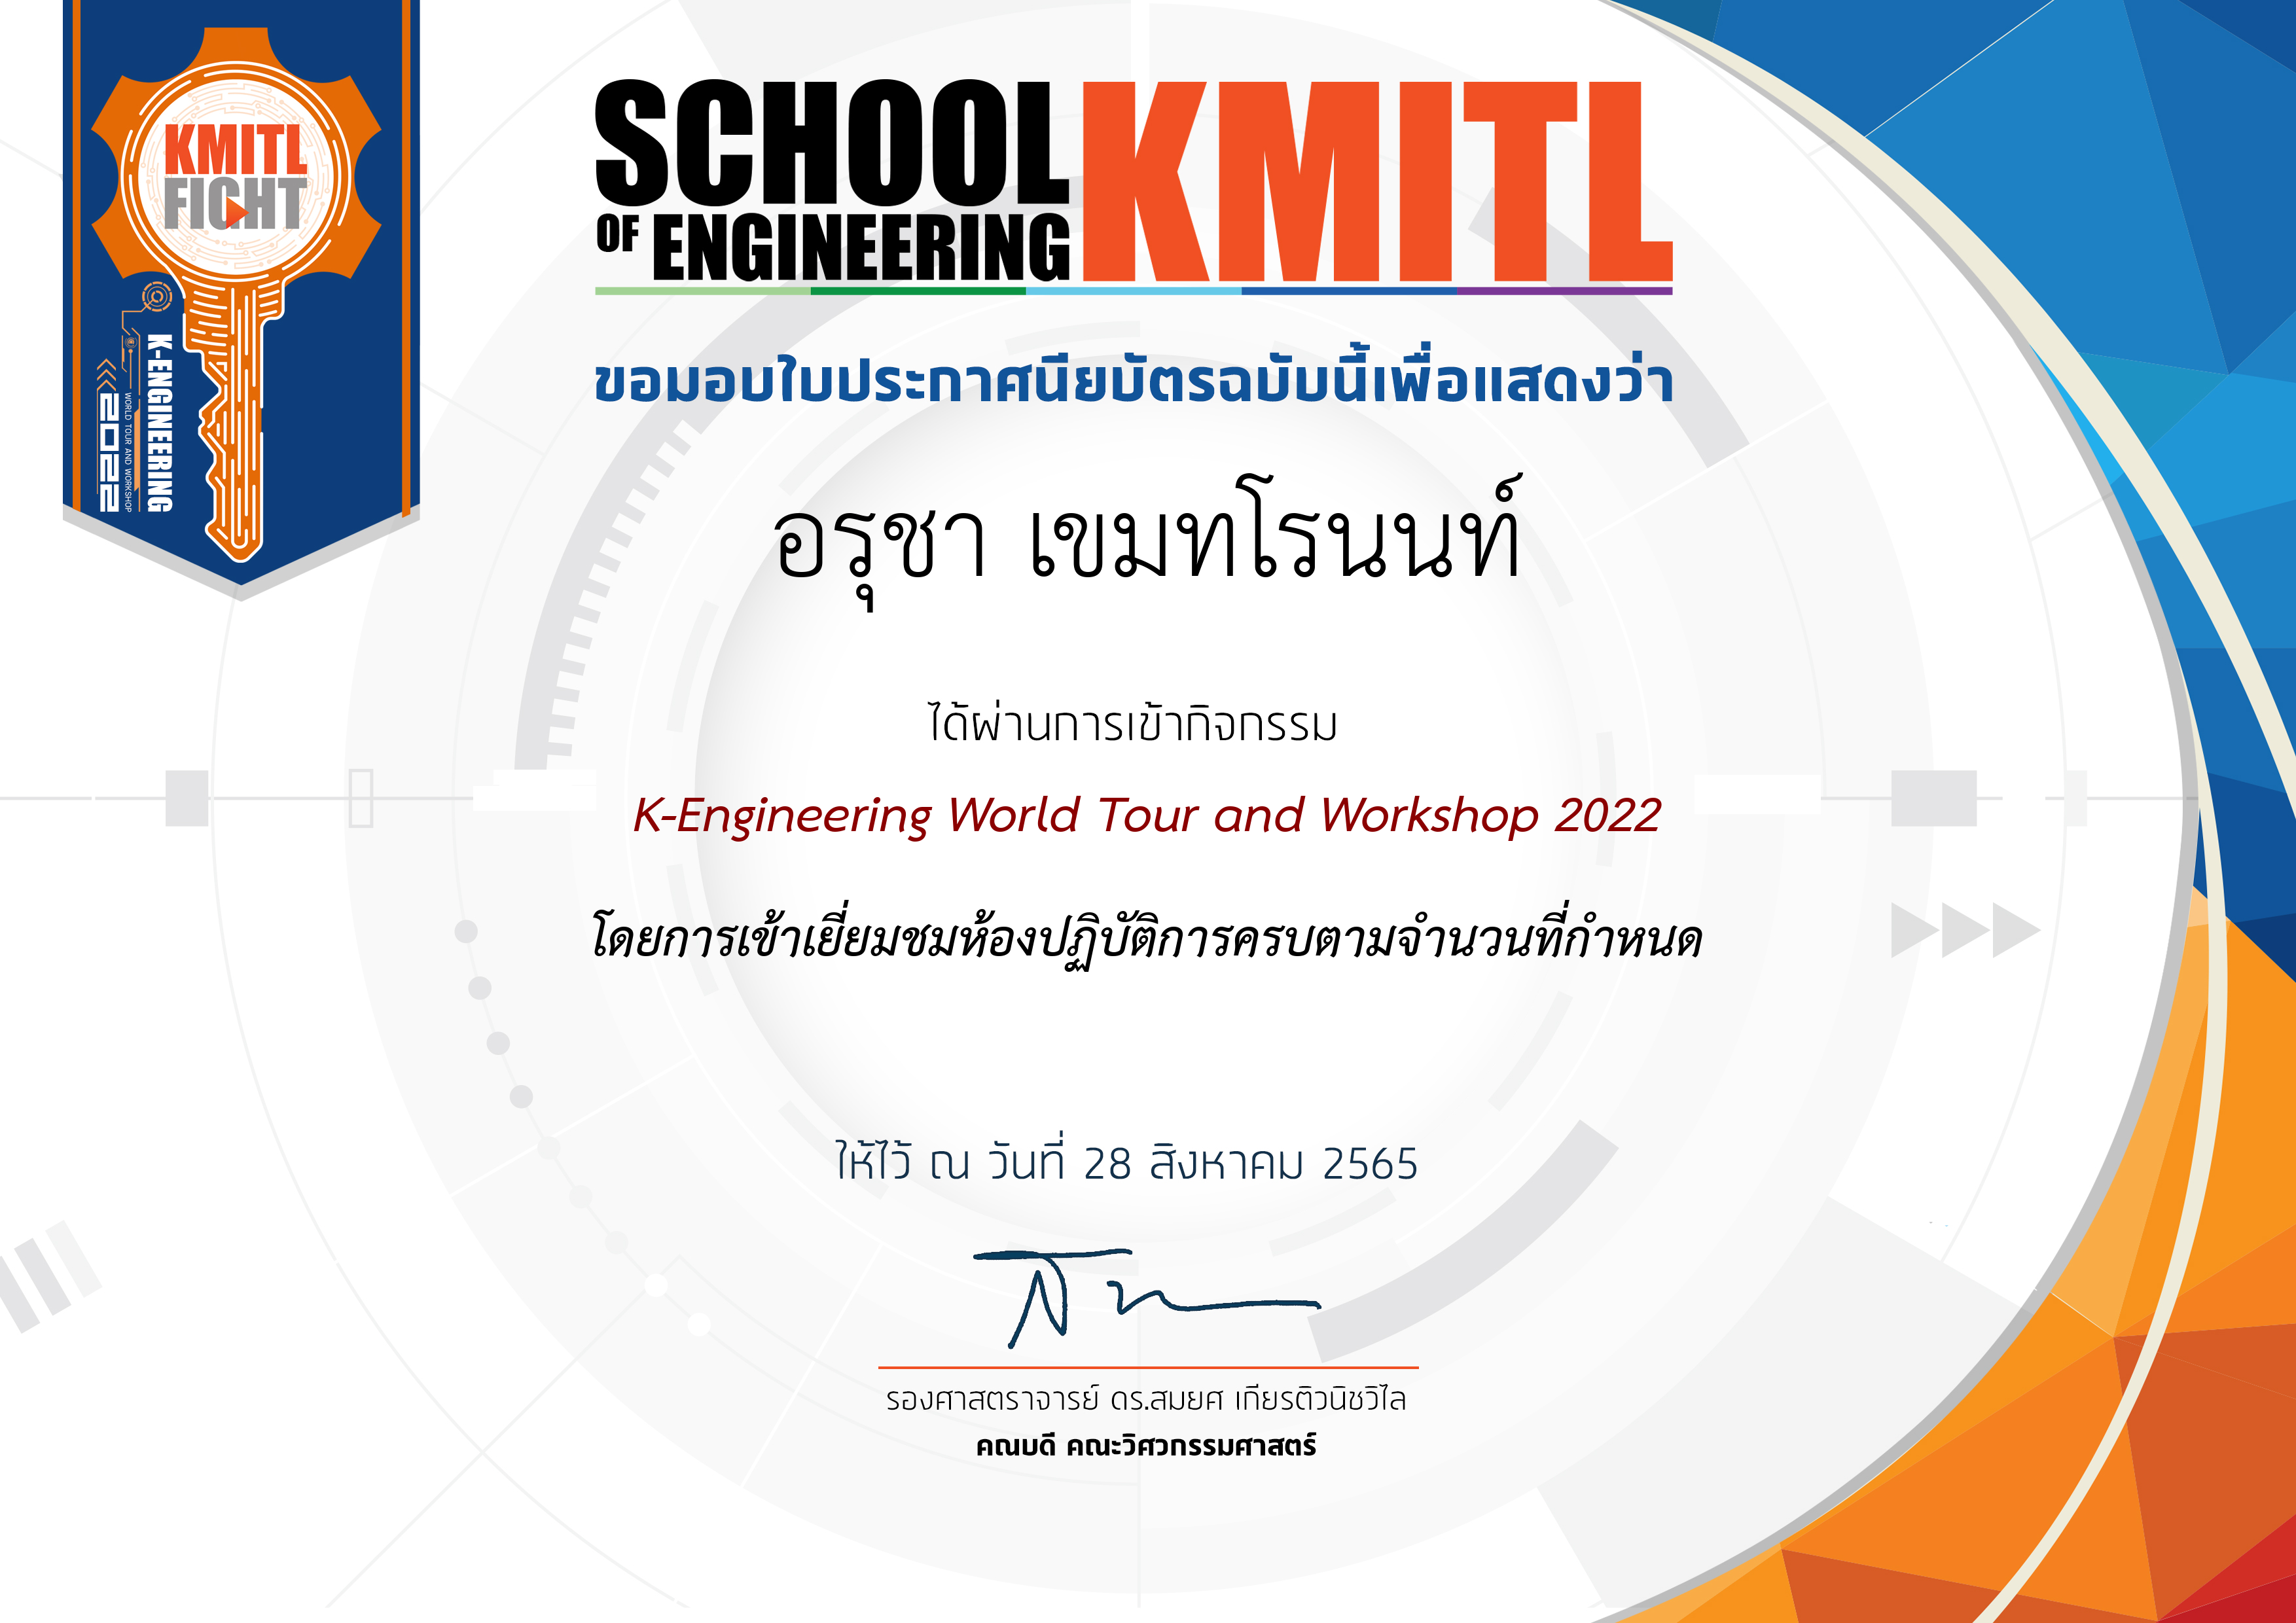 KMITL
FIGHT
K-ENGINEERING
WORLD TOUR AND WORKSHOP
2022
SCHOOL
OF ENGINEERING
KMITL
ขอมอบใบประกาศนียบัตรฉบับนี้เพื่อแสดงว่า
อรุชา เขมทโรนนท์
ได้ผ่านการเข้ากิจกรรม
K-Engineering World Tour and Workshop 2022
โดยการเข้าเยี่ยมชมห้องปฏิบัติการครบตามจำนวนที่กำหนด
ให้ไว้ ณ วันที่ 28 สิงหาคม 2565
รองศาสตราจารย์ ดร.สมยศ เกียรติวนิชวิไล
คณบดี คณะวิศวกรรมศาสตร์